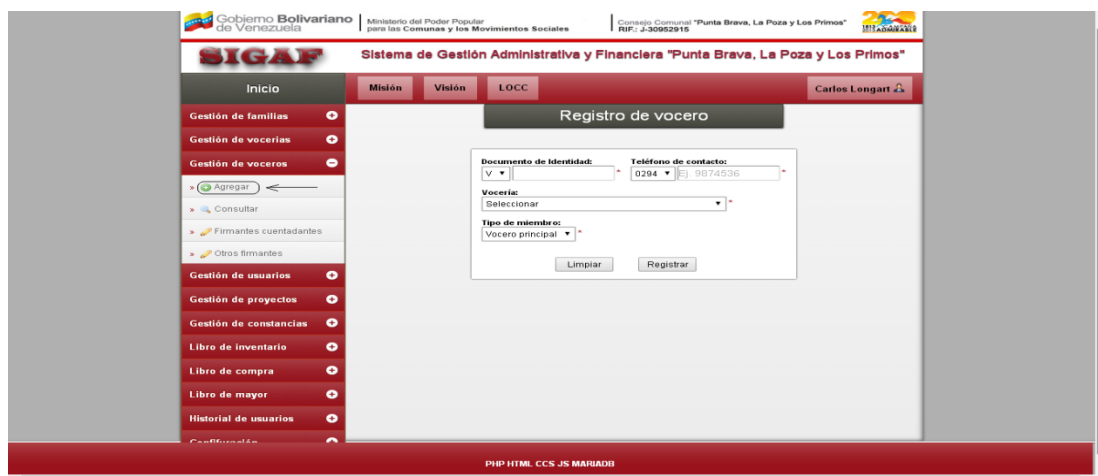 Gobierno Bolivariano
de Venezuela
Ministerio del Poder Popular
para las Comunas y los Movimientos Sociales
Consejo Comunal "Punta Brava, La Poza y Los Primos"
RIF.: J-30952915
SIGAF
Sistema de Gestión Administrativa y Financiera "Punta Brava, La Poza y Los Primos"
Inicio
Misión
Visión
LOCC
Carlos Longart
Gestión de familias
Gestión de vocerias
Gestión de voceros
» Agregar
» Consultar
» Firmantes cuentadantes
» Otros firmantes
Gestión de usuarios
Gestión de proyectos
Gestión de constancias
Libro de inventario
Libro de compra
Libro de mayor
Historial de usuarios
Registro de vocero
Documento de Identidad:
V *
Teléfono de contacto:
0294 Ej. 9874536 *
Vocería:
Seleccionar *
Tipo de miembro:
Vocero principal *
Limpiar
Registrar
PHP HTML CCS JS MARIADB